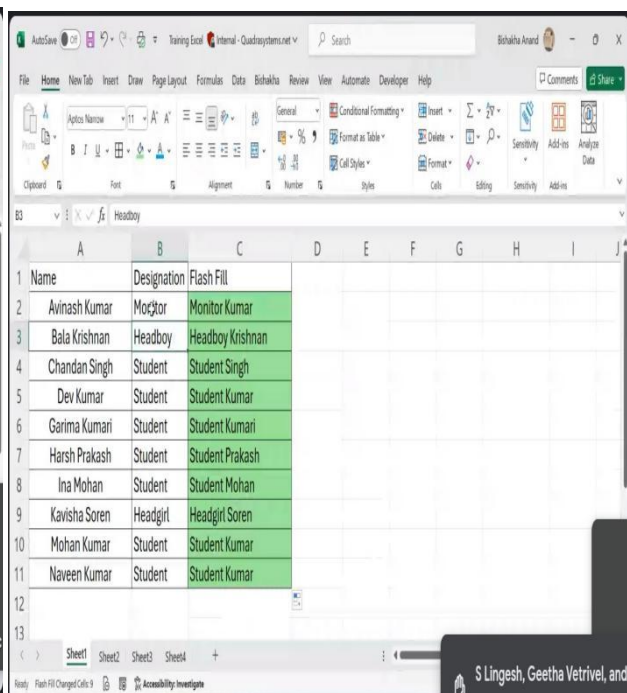 AutoSave Off Training Excel Internal - Quadrasystems.net Search Bishakha Anand
File Home New Tab Insert Draw Page Layout Formulas Data Bishakha Review View Automate Developer Help Comments Share
Paste Aptos Narrow 11 A A General Conditional Formatting Insert Sensitivity Add-ins Analyze Data
B I U A % Format as Table Delete
Cell Styles Format
Clipboard Font Alignment Number Styles Cells Editing Sensitivity Add-ins
B3 fx Headboy
A B C D E F G H I J
1 Name Designation Flash Fill
2 Avinash Kumar Monitor Kumar
3 Bala Krishnan Headboy Headboy Krishnan
4 Chandan Singh Student Student Singh
5 Dev Kumar Student Student Kumar
6 Garima Kumari Student Student Kumari
7 Harsh Prakash Student Student Prakash
8 Ina Mohan Student Student Mohan
9 Kavisha Soren Headgirl Headgirl Soren
10 Mohan Kumar Student Student Kumar
11 Naveen Kumar Student Student Kumar
12
13
Sheet1 Sheet2 Sheet3 Sheet4 +
Ready Flash Fill Changed Cells: 9 Accessibility: Investigate
S Lingesh, Geetha Vetrivel, and